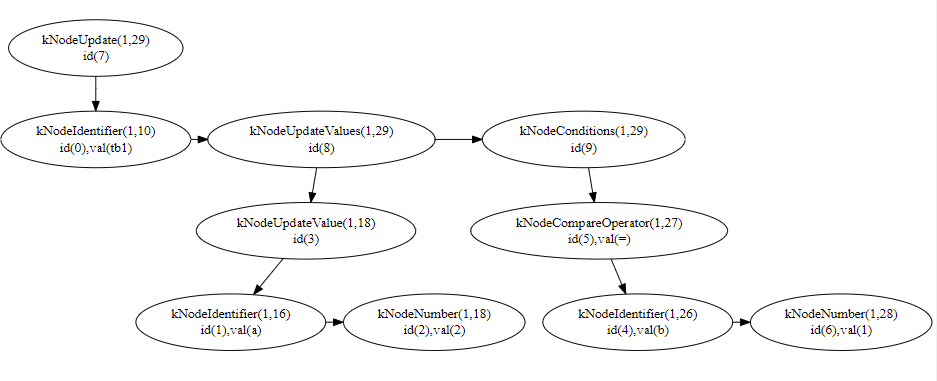 kNodeUpdate(1,29)
id(7)
kNodeIdentifier(1,10)
id(0),val(tb1)
kNodeUpdateValues(1,29)
id(8)
kNodeConditions(1,29)
id(9)
kNodeUpdateValue(1,18)
id(3)
kNodeCompareOperator(1,27)
id(5),val(=)
kNodeIdentifier(1,16)
id(1),val(a)
kNodeNumber(1,18)
id(2),val(2)
kNodeIdentifier(1,26)
id(4),val(b)
kNodeNumber(1,28)
id(6),val(1)